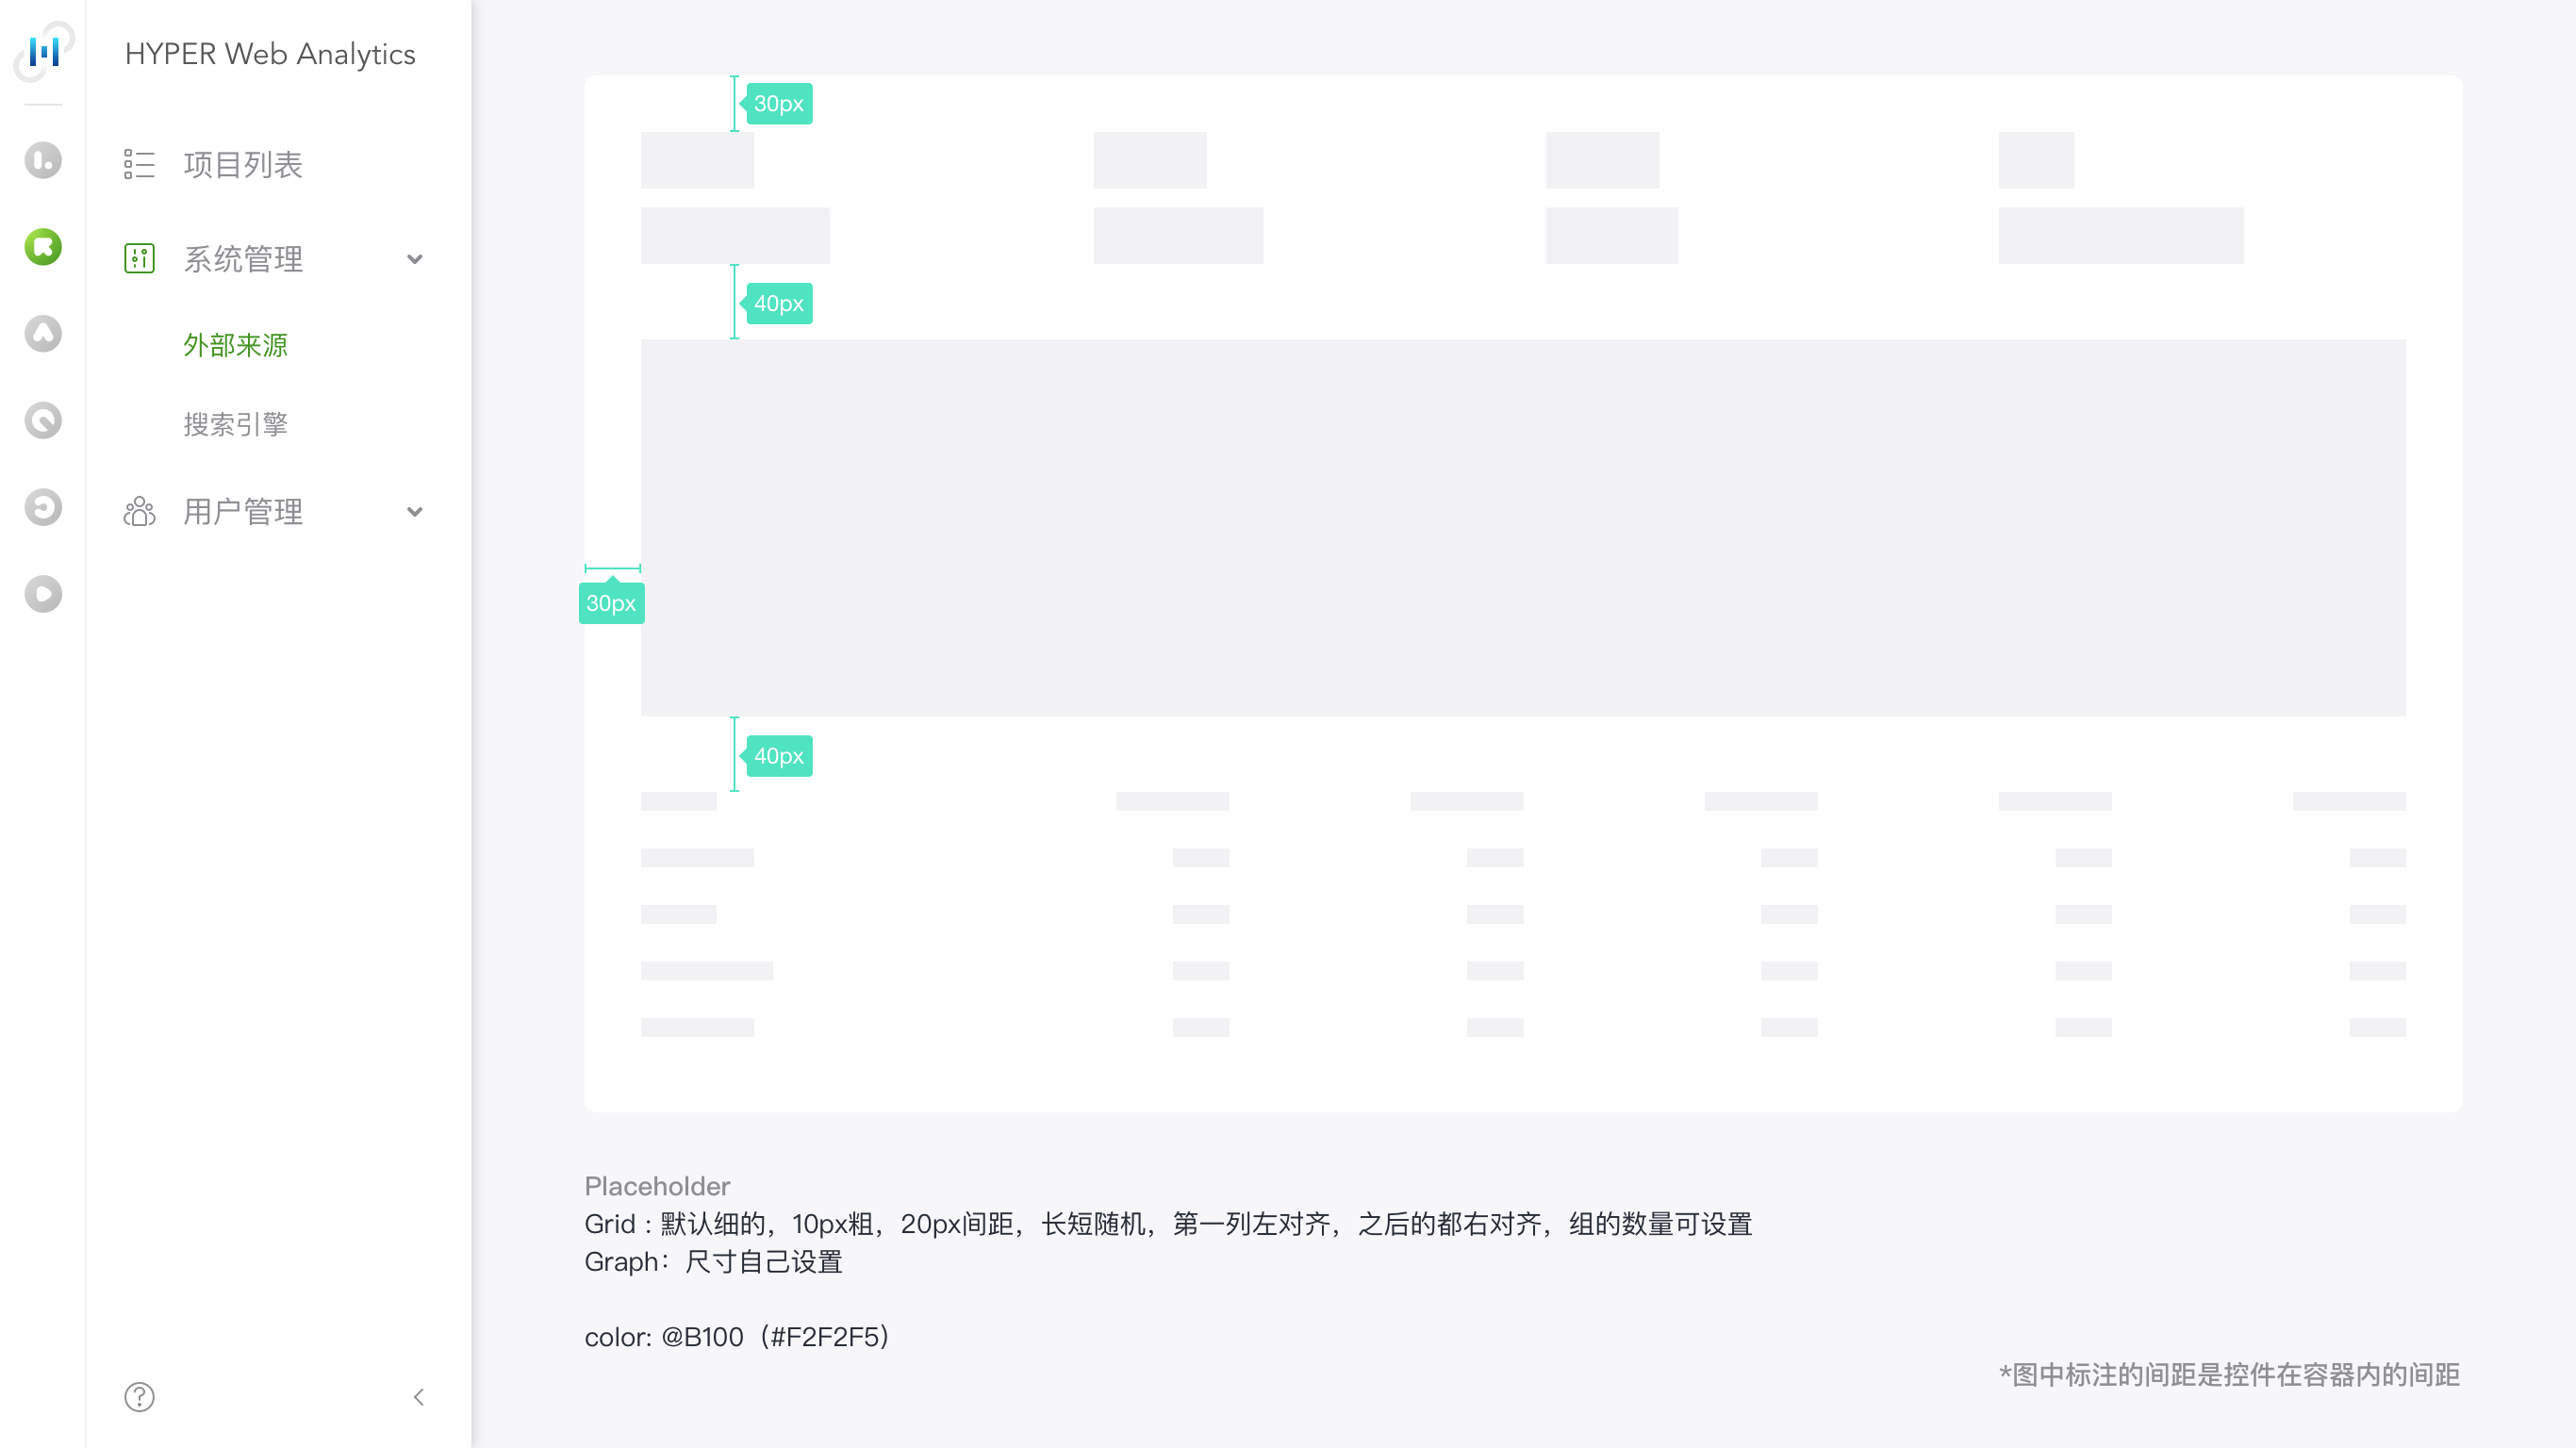 HYPER Web Analytics
项目列表
系统管理
外部来源
搜索引擎
用户管理
30px
40px
30px
40px
Placeholder
Grid : 默认细的，10px粗，20px间距，长短随机，第一列左对齐，之后的都右对齐，组的数量可设置
Graph：尺寸自己设置
color: @B100（#F2F2F5）
*图中标注的间距是控件在容器内的间距